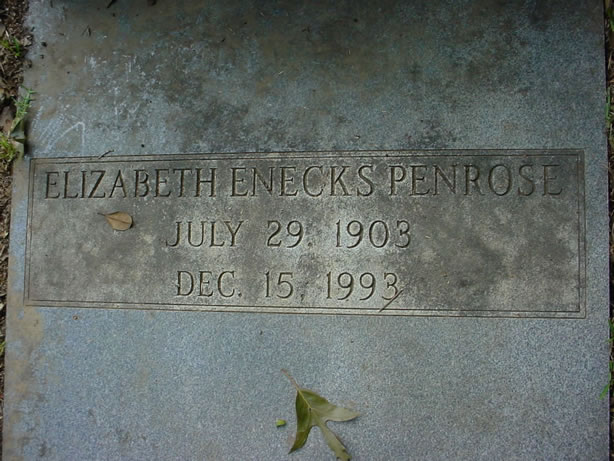 ELIZABETH ENECKS PENROSE
JULY 29, 1903
DEC. 15, 1993